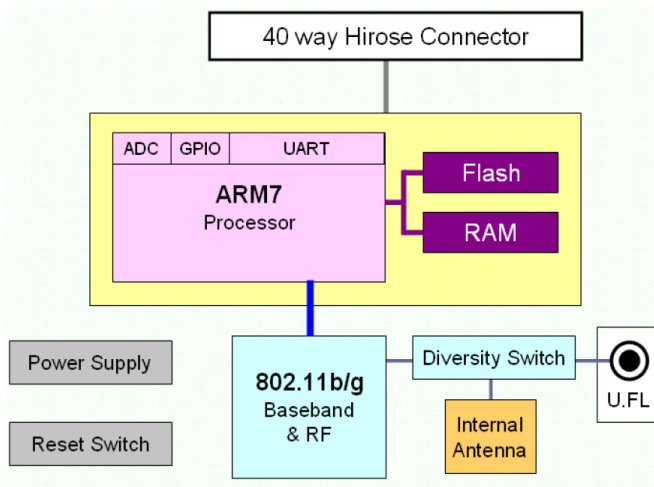 40 way Hirose Connector
ADC GPIO UART
ARM7
Processor
Flash
RAM
Power Supply
Reset Switch
802.11b/g
Baseband
& RF
Diversity Switch
Internal
Antenna
U.FL